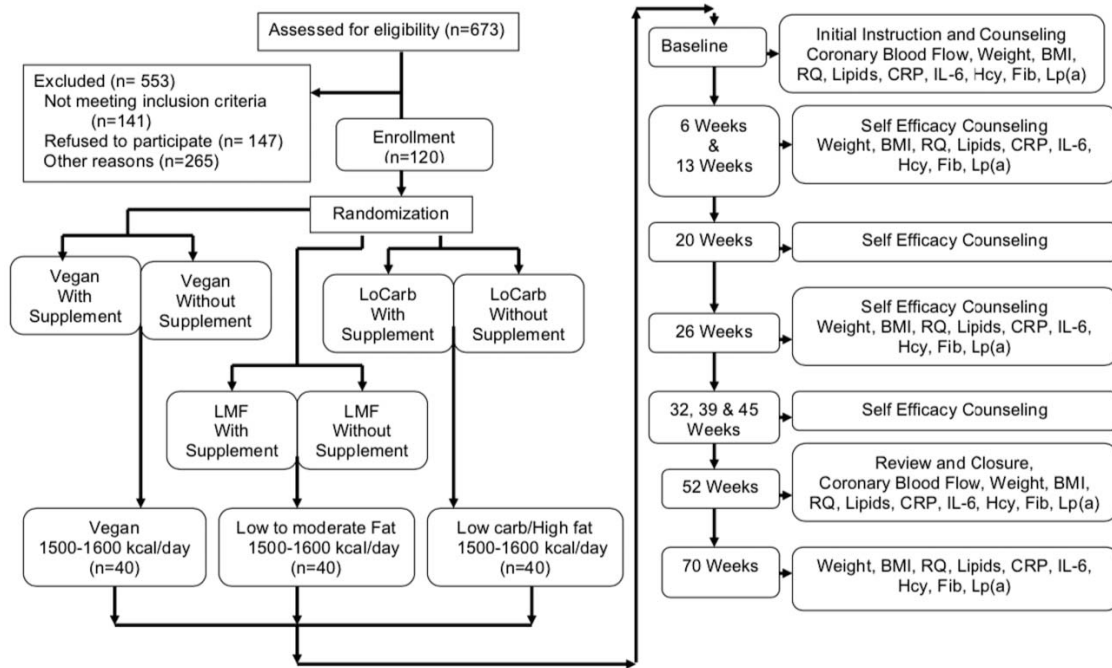 Assessed for eligibility (n=673)
Excluded (n= 553)
Not meeting inclusion criteria
(n=141)
Refused to participate (n= 147)
Other reasons (n=265)
Enrollment
(n=120)
Randomization
Vegan
With
Supplement
Vegan
Without
Supplement
LoCarb
With
Supplement
LoCarb
Without
Supplement
LMF
With
Supplement
LMF
Without
Supplement
Vegan
1500-1600 kcal/day
(n=40)
Low to moderate Fat
1500-1600 kcal/day
(n=40)
Low carb/High fat
1500-1600 kcal/day
(n=40)
Baseline
Initial Instruction and Counseling
Coronary Blood Flow, Weight, BMI,
RQ, Lipids, CRP, IL-6, Hcy, Fib, Lp(a)
6 Weeks
&
13 Weeks
Self Efficacy Counseling
Weight, BMI, RQ, Lipids, CRP, IL-6,
Hcy, Fib, Lp(a)
20 Weeks
Self Efficacy Counseling
26 Weeks
Self Efficacy Counseling
Weight, BMI, RQ, Lipids, CRP, IL-6,
Hcy, Fib, Lp(a)
32, 39 & 45
Weeks
Self Efficacy Counseling
52 Weeks
Review and Closure,
Coronary Blood Flow, Weight, BMI,
RQ, Lipids, CRP, IL-6, Hcy, Fib, Lp(a)
70 Weeks
Weight, BMI, RQ, Lipids, CRP, IL-6,
Hcy, Fib, Lp(a)